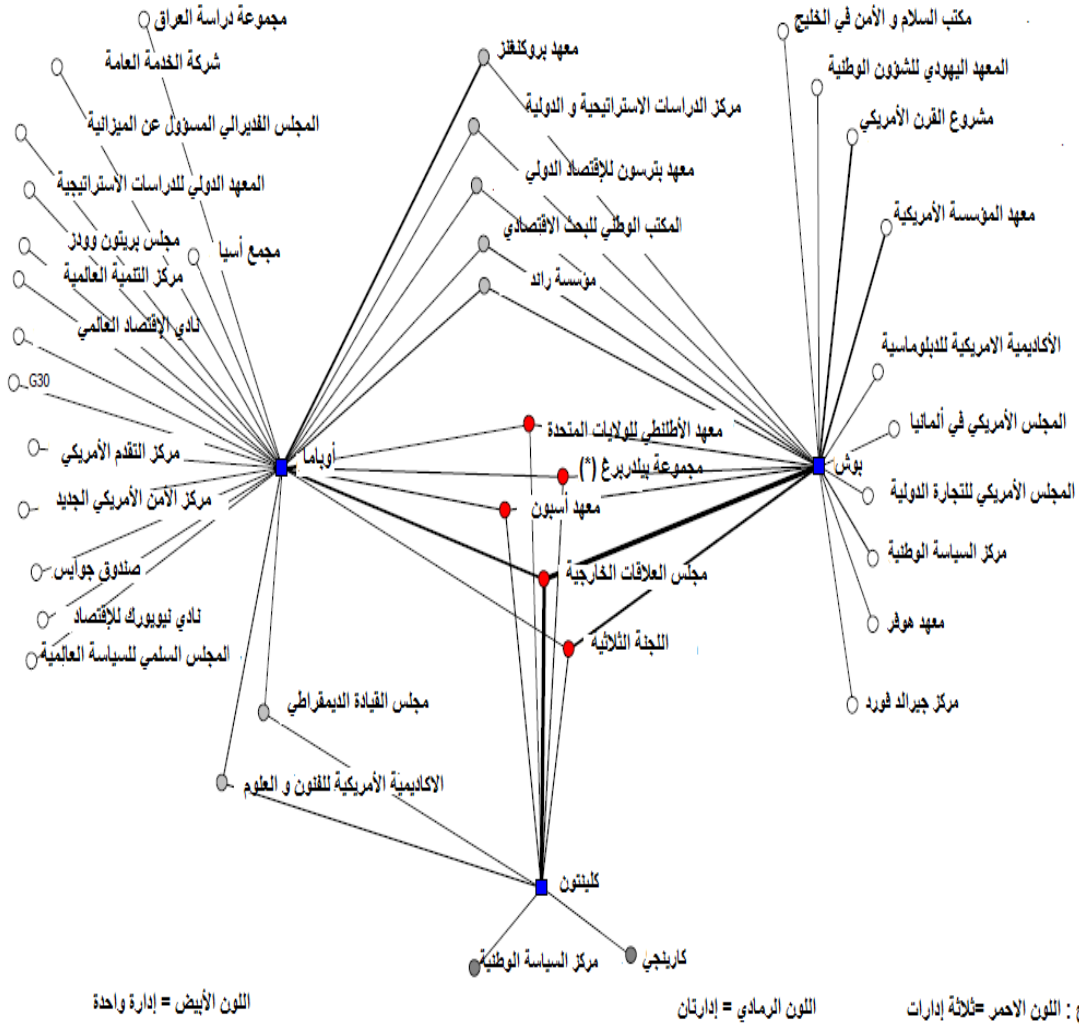 مكتب السلام و الأمن في الخليج
معهد بروكنغنز
مجموعة دراسة العراق
المعهد اليهودي للشؤون الوطنية
مركز الدراسات الاستراتيجية و الدولية
شركة الخدمة العامة
مشروع القرن الأمريكي
معهد بترسون للإقتصاد الدولي
المجلس الفديرالي المسؤول عن الميزانية
معهد المؤسسة الأمريكية
المكتب الوطني للبحث الاقتصادي
المعهد الدولي للدراسات الاستراتيجية
مؤسسة راند
مجمع أسيا
مجلس بريتون وودز
مركز التنمية العالمية
نادي الإقتصاد العالمي
G30
الأكاديمية الامريكية للدبلوماسية
المجلس الأمريكي في ألمانيا
معهد الأطلنطي للولايات المتحدة
مركز التقدم الأمريكي
أوباما
بوش
مجموعة بيلدربرغ (*)
المجلس الأمريكي للتجارة الدولية
معهد أسبون
مركز الأمن الأمريكي الجديد
مركز السياسة الوطنية
مجلس العلاقات الخارجية
صندوق جوايس
معهد هوفر
اللجنة الثلاثية
نادي نيويورك للإقتصاد
المجلس السلمي للسياسة العالمية
مركز جيرالد فورد
مجلس القيادة الديمقراطي
الاكاديمية الأمريكية للفنون و العلوم
كلينتون
كارينجي
مركز السياسة الوطنية
: اللون الاحمر =ثلاثة إدارات
اللون الرمادي = إدارتان
اللون الأبيض = إدارة واحدة